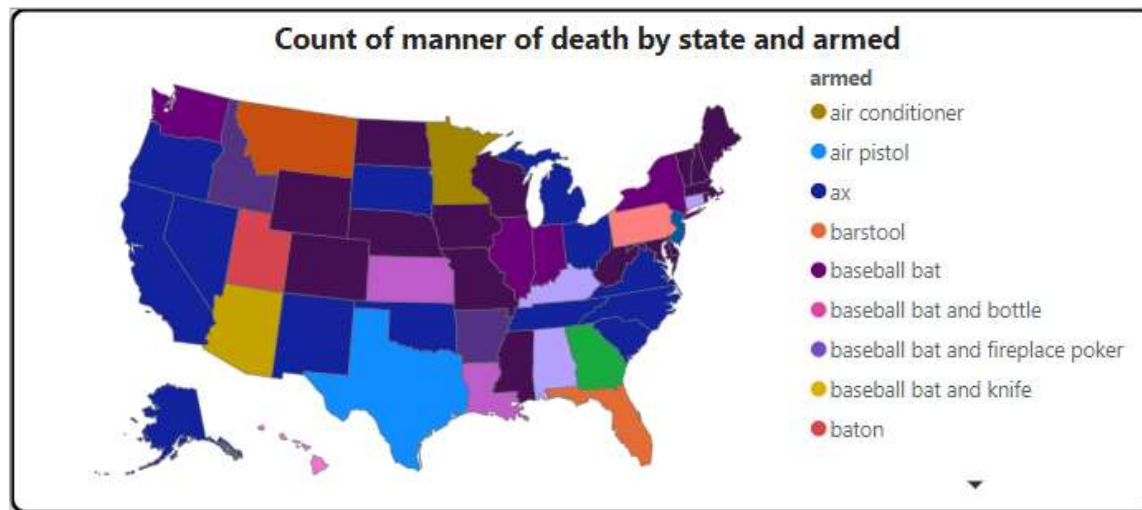 Count of manner of death by state and armed
armed
air conditioner
air pistol
ax
barstool
baseball bat
baseball bat and bottle
baseball bat and fireplace poker
baseball bat and knife
baton